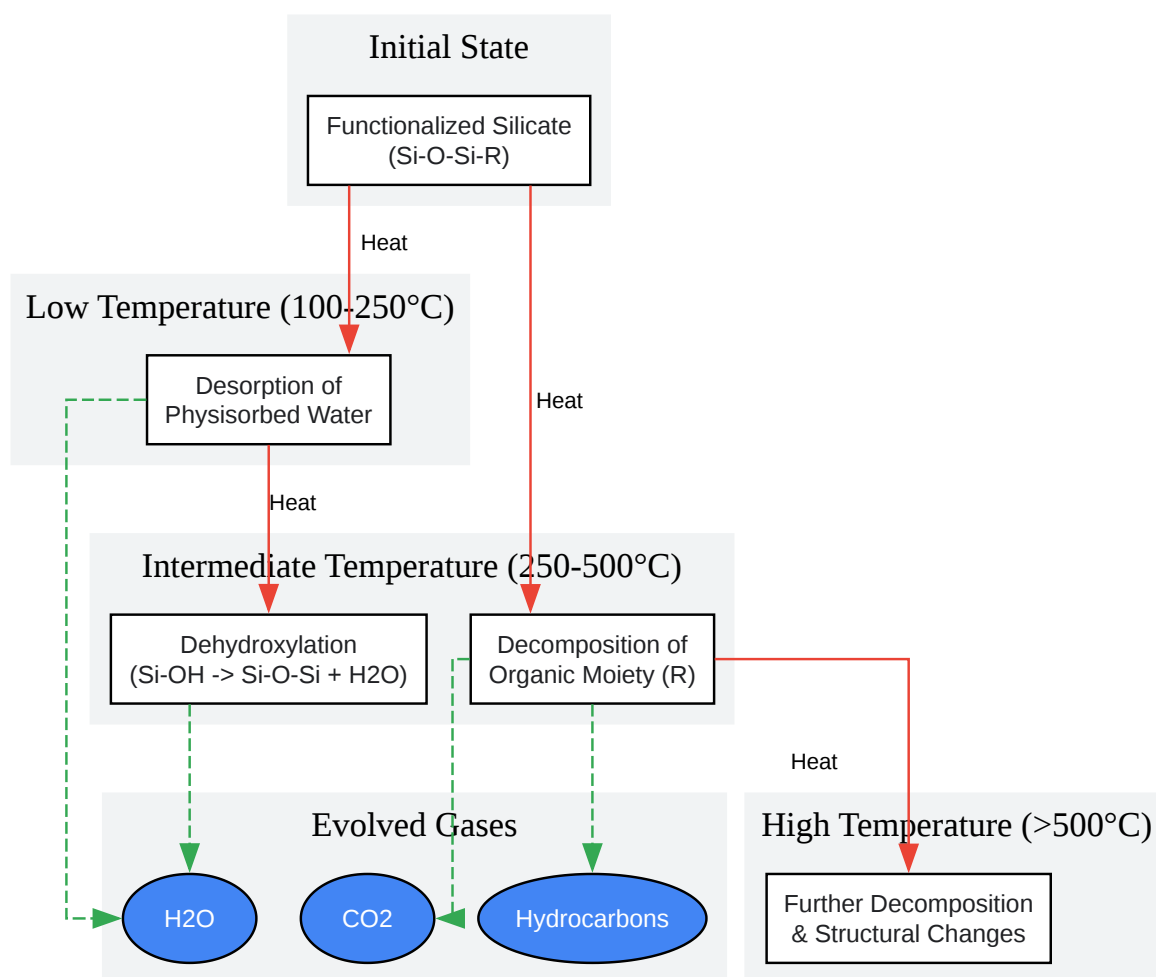 Initial State
Functionalized Silicate
(Si-O-Si-R)
Heat
Low Temperature (100-250°C)
Desorption of
Physisorbed Water
Heat
Heat
Intermediate Temperature (250-500°C)
Dehydroxylation
(Si-OH -> Si-O-Si + H2O)
Decomposition of
Organic Moiety (R)
Heat
Evolved Gases
H2O
CO2
Hydrocarbons
High Temperature (>500°C)
Further Decomposition
& Structural Changes